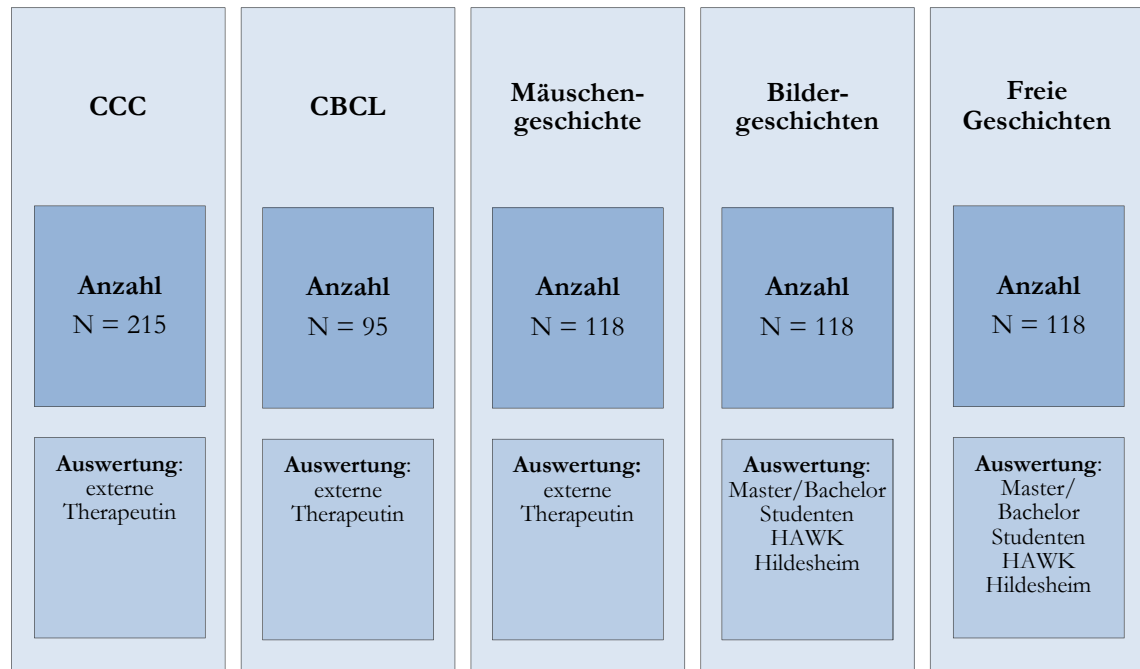 CCC
Anzahl
N = 215
Auswertung:
externe
Therapeutin
CBCL
Anzahl
N = 95
Auswertung:
externe
Therapeutin
Mäuschen-
geschichte
Anzahl
N = 118
Auswertung:
externe
Therapeutin
Bilder-
geschichten
Anzahl
N = 118
Auswertung:
Master/Bachelor
Studenten
HAWK
Hildesheim
Freie
Geschichten
Anzahl
N = 118
Auswertung:
Master/
Bachelor
Studenten
HAWK
Hildesheim